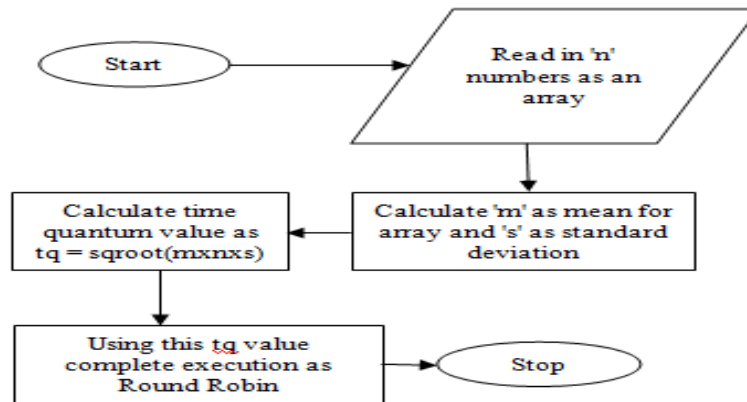 Start
Read in 'n'
numbers as an
array
Calculate 'm' as mean for
array and 's' as standard
deviation
Calculate time
quantum value as
tq = sqroot(mxnxs)
Using this tq value
complete execution as
Round Robin
Stop